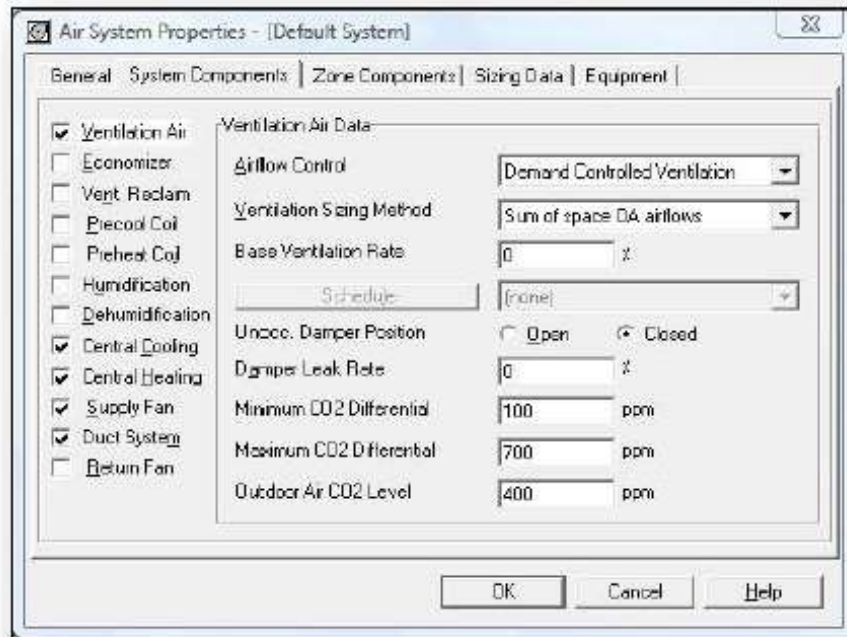 Air System Properties - [Default System]
General System Components Zone Components Sizing Data Equipment
Ventilation Air
Economizer
Vent. Reclaim
Precool Coil
Preheat Coil
Humidification
Dehumidification
Central Cooling
Central Heating
Supply Fan
Duct System
Return Fan
Ventilation Air Data
Airflow Control Demand Controlled Ventilation
Ventilation Sizing Method Sum of space OA airflows
Base Ventilation Rate 0 %
Schedule (none)
Unocc. Damper Position Open Closed
Damper Leak Rate 0 %
Minimum CO2 Differential 100 ppm
Maximum CO2 Differential 700 ppm
Outdoor Air CO2 Level 400 ppm
OK Cancel Help